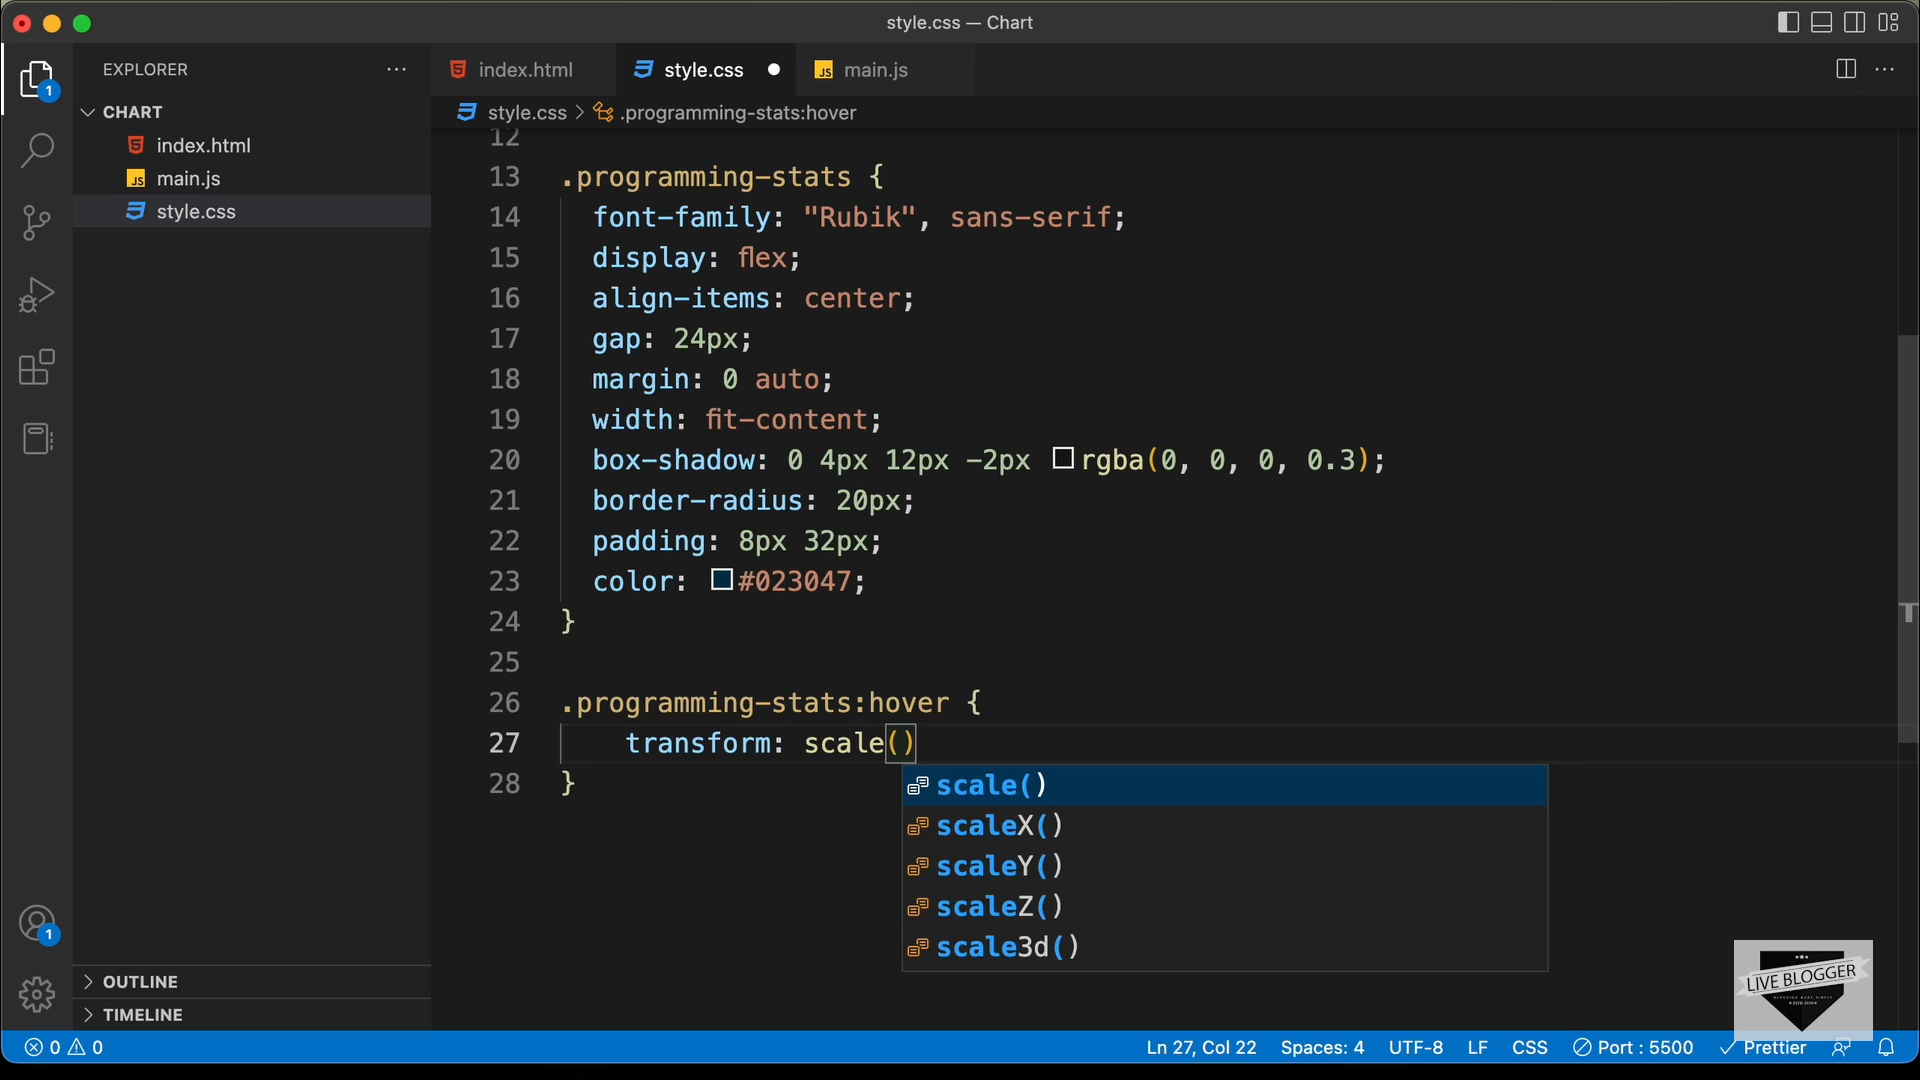 style.css — Chart
EXPLORER
index.html
style.css
main.js
1
CHART
style.css > .programming-stats:hover
index.html
main.js
style.css
12
13 .programming-stats {
14 font-family: "Rubik", sans-serif;
15 display: flex;
16 align-items: center;
17 gap: 24px;
18 margin: 0 auto;
19 width: fit-content;
20 box-shadow: 0 4px 12px -2px rgba(0, 0, 0, 0.3);
21 border-radius: 20px;
22 padding: 8px 32px;
23 color: #023047;
24 }
25
26 .programming-stats:hover {
27 transform: scale()
28 }
scale()
scaleX()
scaleY()
scaleZ()
scale3d()
1
OUTLINE
TIMELINE
LIVE BLOGGER
0 0
Ln 27, Col 22 Spaces: 4 UTF-8 LF CSS Port : 5500 Prettier